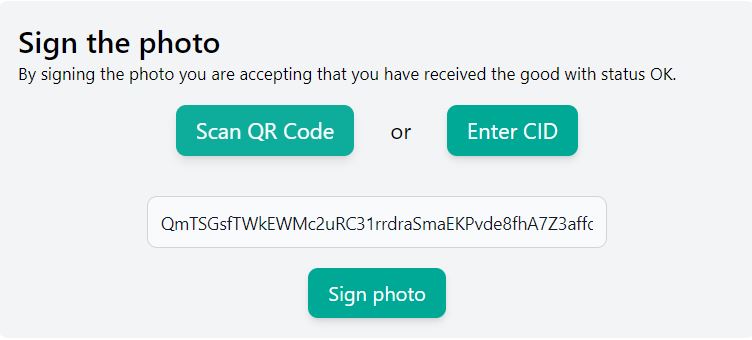 Sign the photo
By signing the photo you are accepting that you have received the good with status OK.
Scan QR Code or Enter CID
QmTSGsfTWkEWMc2uRC31rrdraSmaEKPvde8fhA7Z3affc
Sign photo